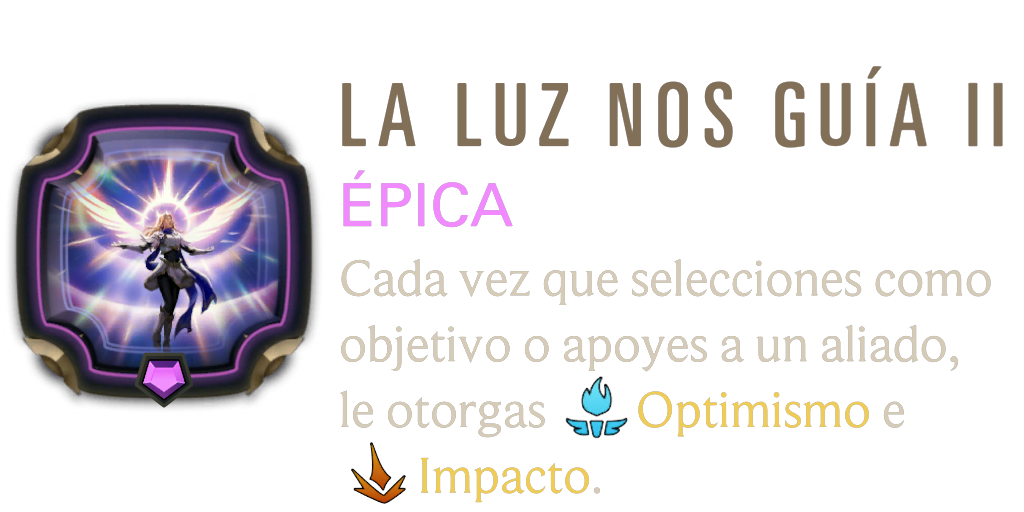 LA LUZ NOS GUÍA II
ÉPICA
Cada vez que selecciones como
objetivo o apoyes a un aliado,
le otorgas Optimismo e
Impacto.